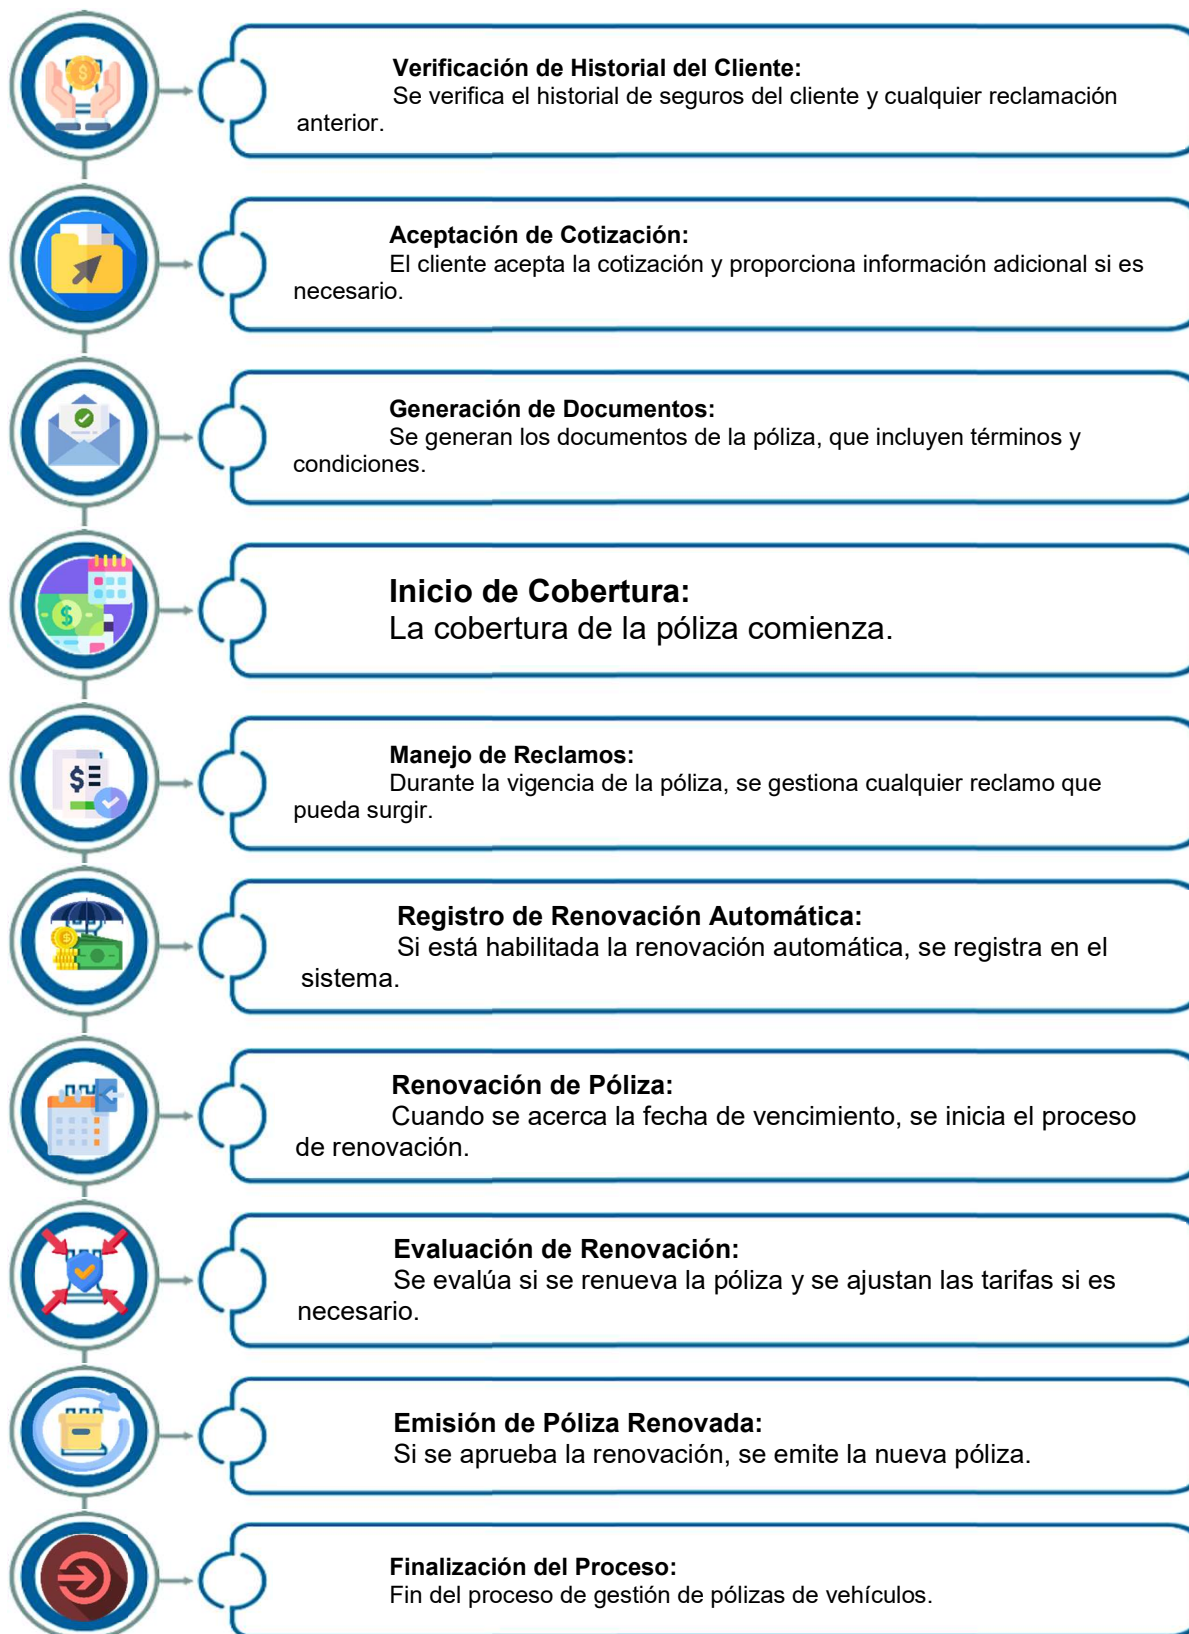 Verificación de Historial del Cliente:
Se verifica el historial de seguros del cliente y cualquier reclamación
anterior.
Aceptación de Cotización:
El cliente acepta la cotización y proporciona información adicional si es
necesario.
Generación de Documentos:
Se generan los documentos de la póliza, que incluyen términos y
condiciones.
Inicio de Cobertura:
La cobertura de la póliza comienza.
Manejo de Reclamos:
Durante la vigencia de la póliza, se gestiona cualquier reclamo que
pueda surgir.
Registro de Renovación Automática:
Si está habilitada la renovación automática, se registra en el
sistema.
Renovación de Póliza:
Cuando se acerca la fecha de vencimiento, se inicia el proceso
de renovación.
Evaluación de Renovación:
Se evalúa si se renueva la póliza y se ajustan las tarifas si es
necesario.
Emisión de Póliza Renovada:
Si se aprueba la renovación, se emite la nueva póliza.
Finalización del Proceso:
Fin del proceso de gestión de pólizas de vehículos.